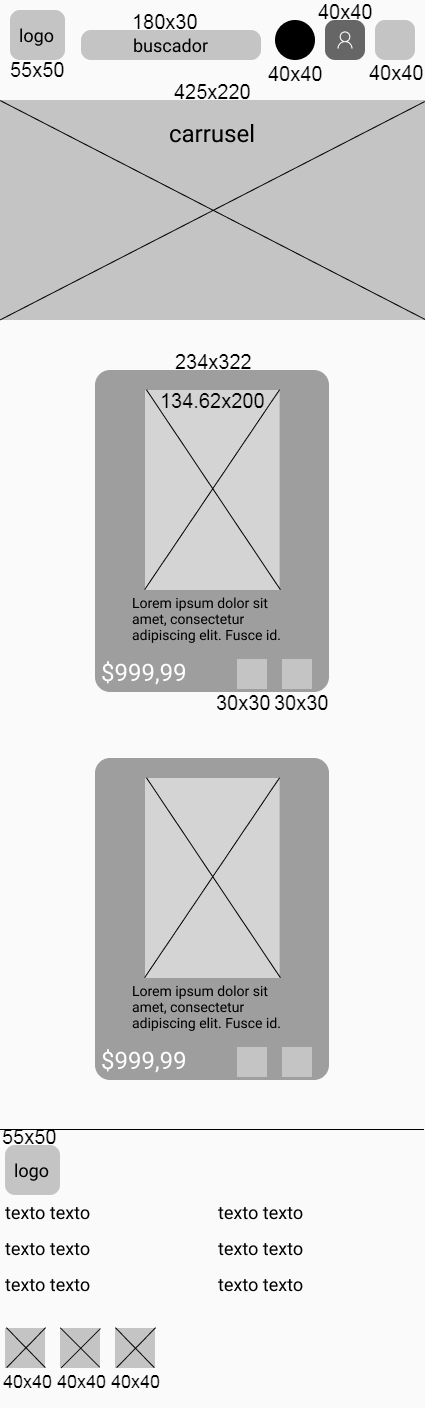 40x40
180x30
logo
buscador
55x50
40x40
40x40
425x220
carrusel
234x322
134.62x200
Lorem ipsum dolor sit
amet, consectetur
adipiscing elit. Fusce id.
$999,99
30x30 30x30
Lorem ipsum dolor sit
amet, consectetur
adipiscing elit. Fusce id.
$999,99
55x50
logo
texto texto
texto texto
texto texto
texto texto
texto texto
texto texto
40x40 40x40 40x40